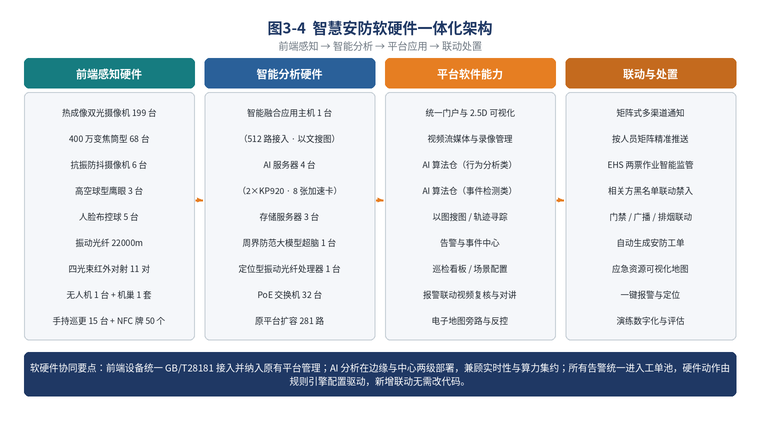 图3-4 智慧安防软硬件一体化架构
前端感知 → 智能分析 → 平台应用 → 联动处置
前端感知硬件
热成像双光摄像机 199 台
400 万变焦筒型 68 台
抗振防抖摄像机 6 台
高空球型鹰眼 3 台
人脸布控球 5 台
振动光纤 22000m
四光束红外对射 11 对
无人机 1 台 + 机巢 1 套
手持巡更 15 台 + NFC 牌 50 个
智能分析硬件
智能融合应用主机 1 台
（512 路接入 · 以文搜图）
AI 服务器 4 台
（2×KP920 · 8 张加速卡）
存储服务器 3 台
周界防范大模型超脑 1 台
定位型振动光纤处理器 1 台
PoE 交换机 32 台
原平台扩容 281 路
平台软件能力
统一门户与 2.5D 可视化
视频流媒体与录像管理
AI 算法仓（行为分析类）
AI 算法仓（事件检测类）
以图搜图 / 轨迹寻踪
告警与事件中心
巡检看板 / 场景配置
报警联动视频复核与对讲
电子地图旁路与反控
联动与处置
矩阵式多渠道通知
按人员矩阵精准推送
EHS 两票作业智能监管
相关方黑名单联动禁入
门禁 / 广播 / 排烟联动
自动生成安防工单
应急资源可视化地图
一键报警与定位
演练数字化与评估
软硬件协同要点：前端设备统一 GB/T28181 接入并纳入原有平台管理；AI 分析在边缘与中心两级部署，兼顾实时性与算力集约；所有告警统一进入工单池，硬件动作由
规则引擎配置驱动，新增联动无需改代码。